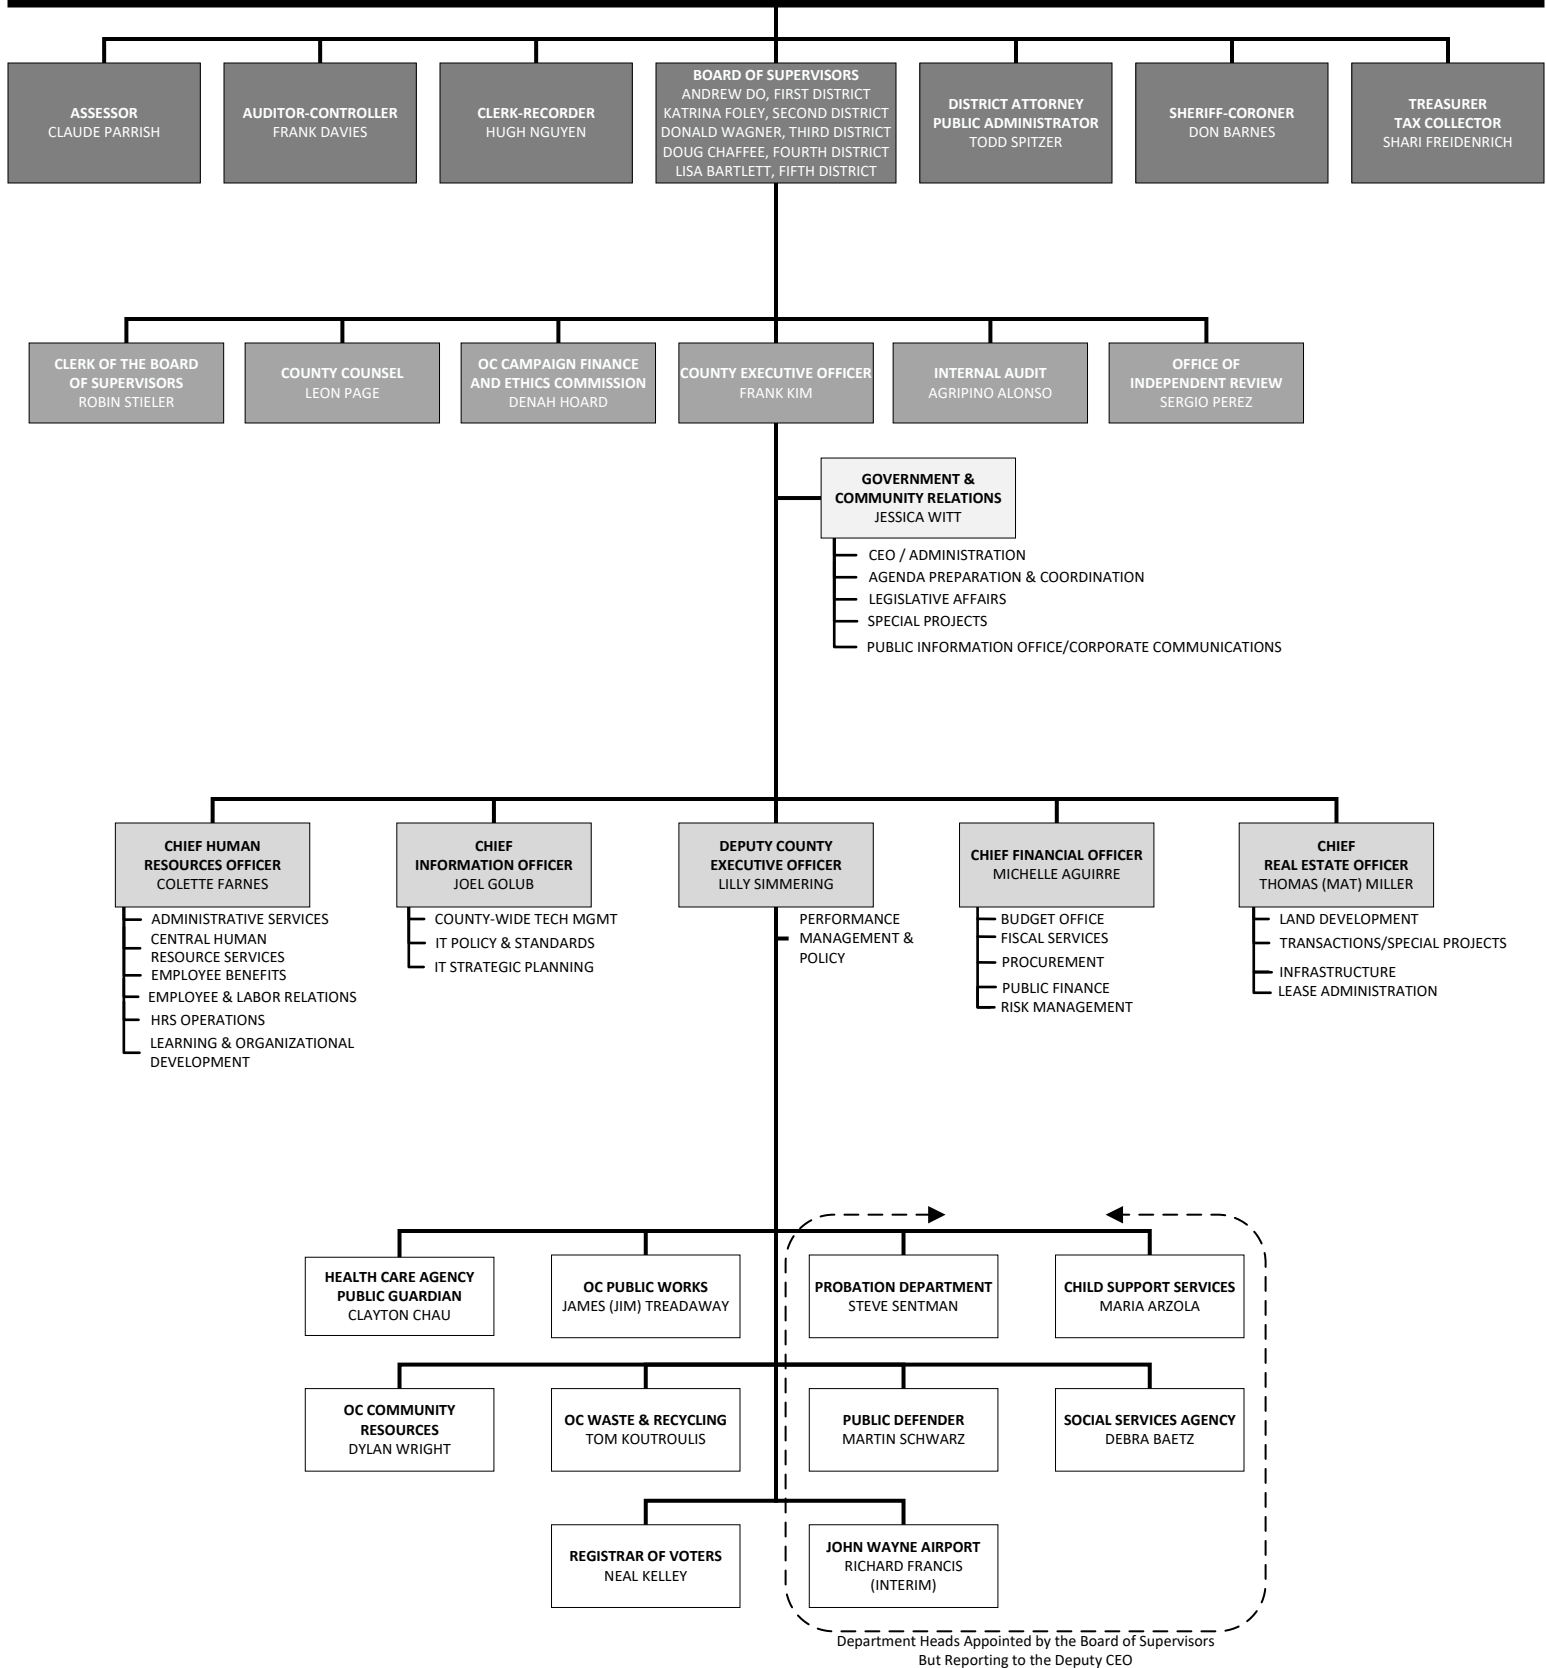 ASSESSOR
CLAUDE PARRISH
AUDITOR-CONTROLLER
FRANK DAVIES
CLERK-RECORDER
HUGH NGUYEN
BOARD OF SUPERVISORS
ANDREW DO, FIRST DISTRICT
KATRINA FOLEY, SECOND DISTRICT
DONALD WAGNER, THIRD DISTRICT
DOUG CHAFFEE, FOURTH DISTRICT
LISA BARTLETT, FIFTH DISTRICT
DISTRICT ATTORNEY
PUBLIC ADMINISTRATOR
TODD SPITZER
SHERIFF-CORONER
DON BARNES
TREASURER
TAX COLLECTOR
SHARI FREIDENRICH
CLERK OF THE BOARD
OF SUPERVISORS
ROBIN STIELER
COUNTY COUNSEL
LEON PAGE
OC CAMPAIGN FINANCE
AND ETHICS COMMISSION
DENAH HOARD
COUNTY EXECUTIVE OFFICER
FRANK KIM
INTERNAL AUDIT
AGRIPINO ALONSO
OFFICE OF
INDEPENDENT REVIEW
SERGIO PEREZ
GOVERNMENT &
COMMUNITY RELATIONS
JESSICA WITT
CEO / ADMINISTRATION
AGENDA PREPARATION & COORDINATION
LEGISLATIVE AFFAIRS
SPECIAL PROJECTS
PUBLIC INFORMATION OFFICE/CORPORATE COMMUNICATIONS
CHIEF HUMAN
RESOURCES OFFICER
COLETTE FARNES
ADMINISTRATIVE SERVICES
CENTRAL HUMAN
RESOURCE SERVICES
EMPLOYEE BENEFITS
EMPLOYEE & LABOR RELATIONS
HRS OPERATIONS
LEARNING & ORGANIZATIONAL
DEVELOPMENT
CHIEF
INFORMATION OFFICER
JOEL GOLUB
COUNTY-WIDE TECH MGMT
IT POLICY & STANDARDS
IT STRATEGIC PLANNING
DEPUTY COUNTY
EXECUTIVE OFFICER
LILLY SIMMERING
PERFORMANCE
MANAGEMENT &
POLICY
CHIEF FINANCIAL OFFICER
MICHELLE AGUIRRE
BUDGET OFFICE
FISCAL SERVICES
PROCUREMENT
PUBLIC FINANCE
RISK MANAGEMENT
CHIEF
REAL ESTATE OFFICER
THOMAS (MAT) MILLER
LAND DEVELOPMENT
TRANSACTIONS/SPECIAL PROJECTS
INFRASTRUCTURE
LEASE ADMINISTRATION
HEALTH CARE AGENCY
PUBLIC GUARDIAN
CLAYTON CHAU
OC PUBLIC WORKS
JAMES (JIM) TREADAWAY
PROBATION DEPARTMENT
STEVE SENTMAN
CHILD SUPPORT SERVICES
MARIA ARZOLA
OC COMMUNITY
RESOURCES
DYLAN WRIGHT
OC WASTE & RECYCLING
TOM KOUTROULIS
PUBLIC DEFENDER
MARTIN SCHWARZ
SOCIAL SERVICES AGENCY
DEBRA BAETZ
REGISTRAR OF VOTERS
NEAL KELLEY
JOHN WAYNE AIRPORT
RICHARD FRANCIS
(INTERIM)
Department Heads Appointed by the Board of Supervisors
But Reporting to the Deputy CEO